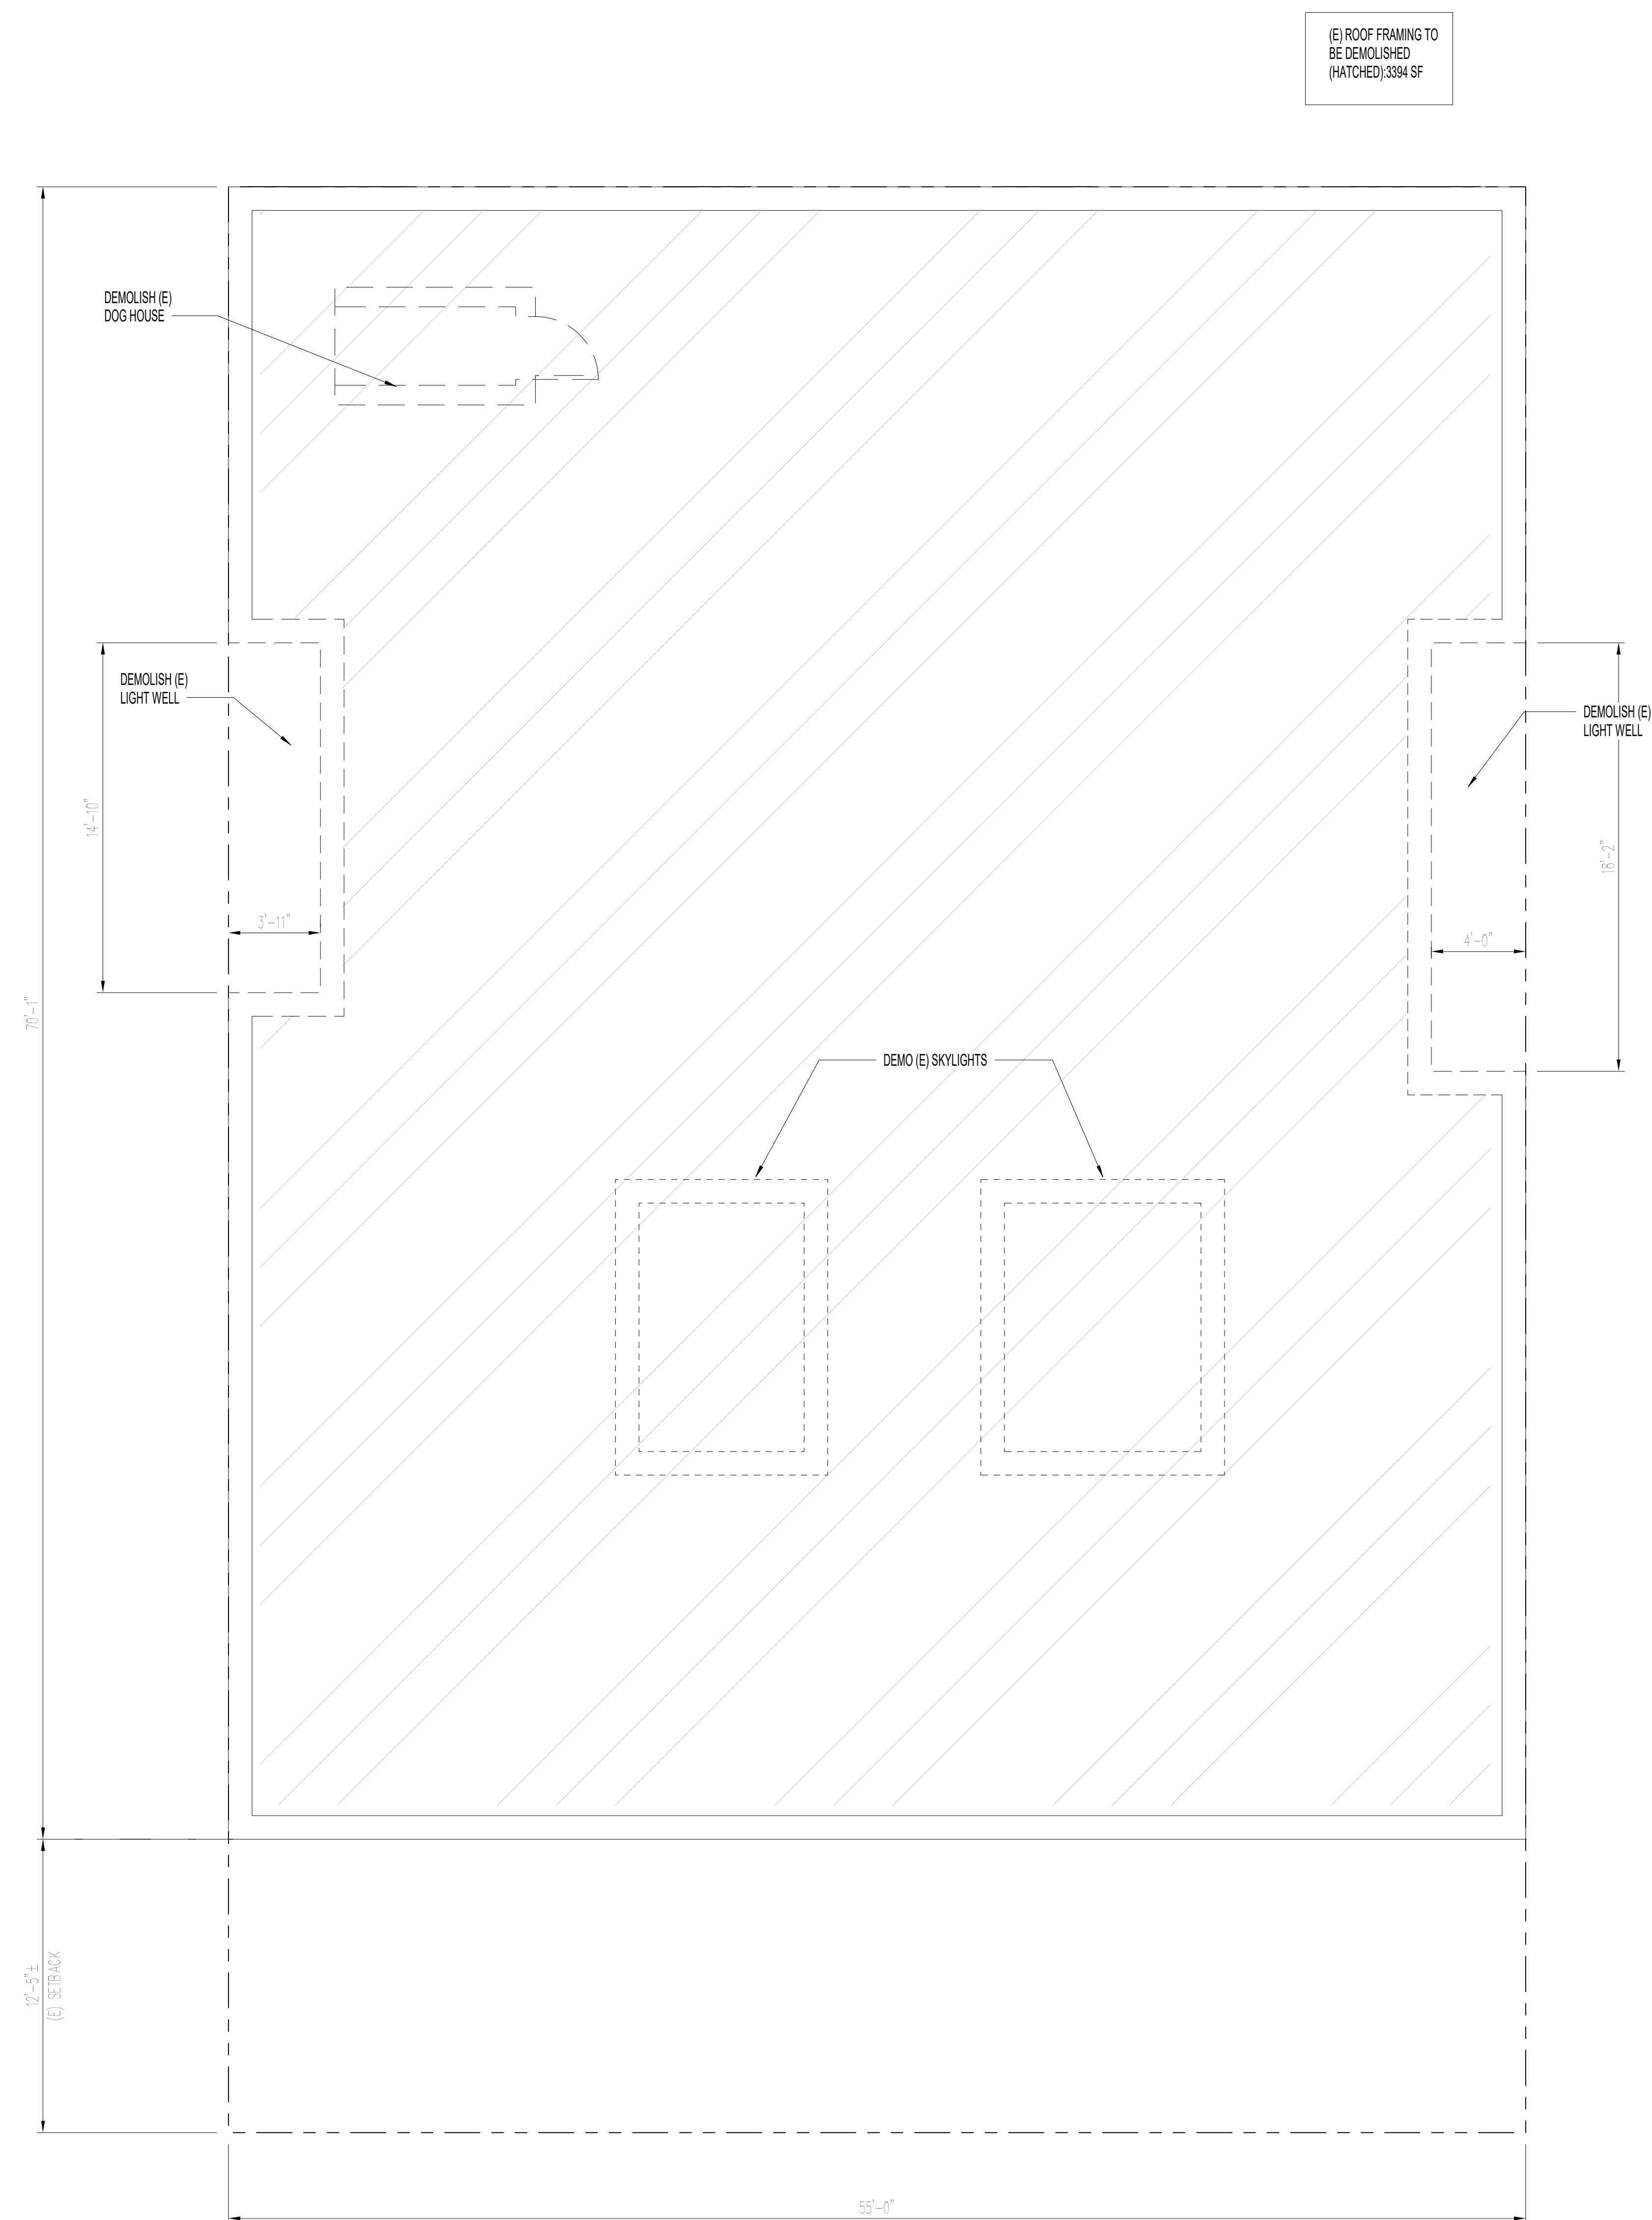 (E) ROOF FRAMING TO
BE DEMOLISHED
(HATCHED):3394 SF
DEMOLISH (E)
DOG HOUSE
DEMOLISH (E)
LIGHT WELL
DEMOLISH (E)
LIGHT WELL
14'-10"
18'-2"
3'-11"
4'-0"
70'-1"
DEMO (E) SKYLIGHTS
12'-5"±
(E) SETBACK
55'-0"